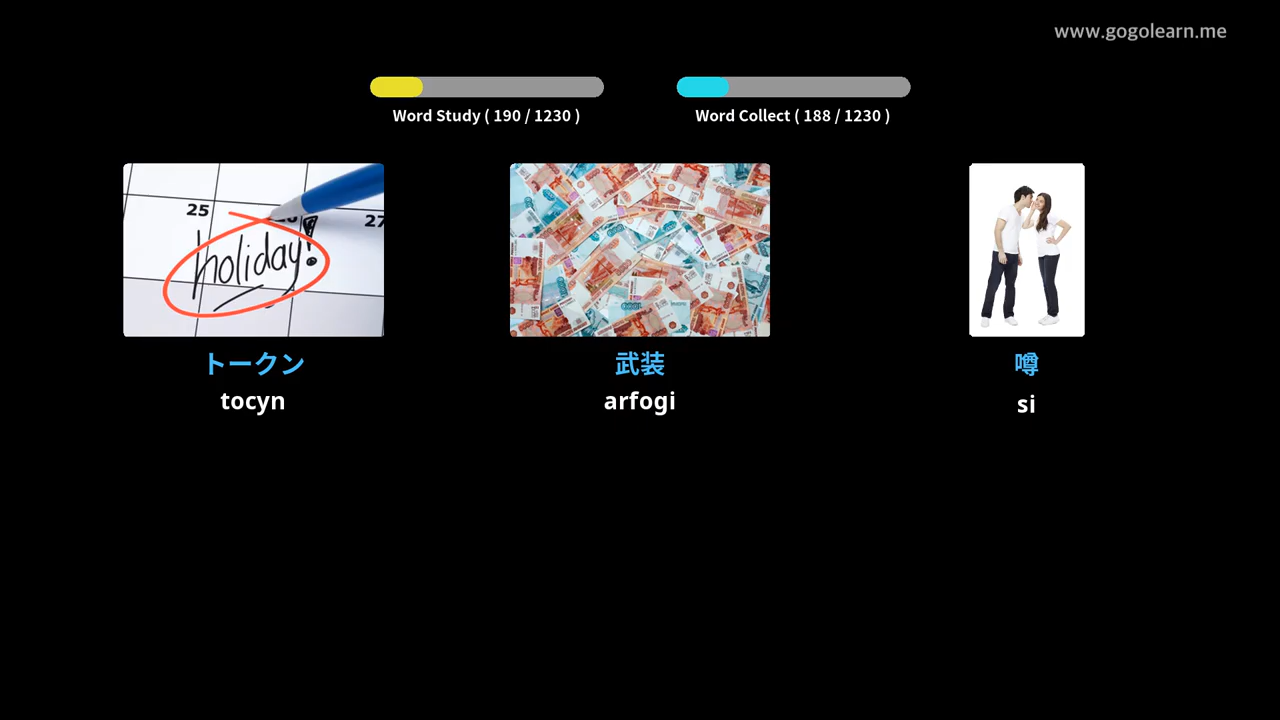 www.gogolearn.me
Word Study ( 190 / 1230 )
Word Collect ( 188 / 1230 )
25
27
holiday!
トークン
武装
噂
tocyn
arfogi
si